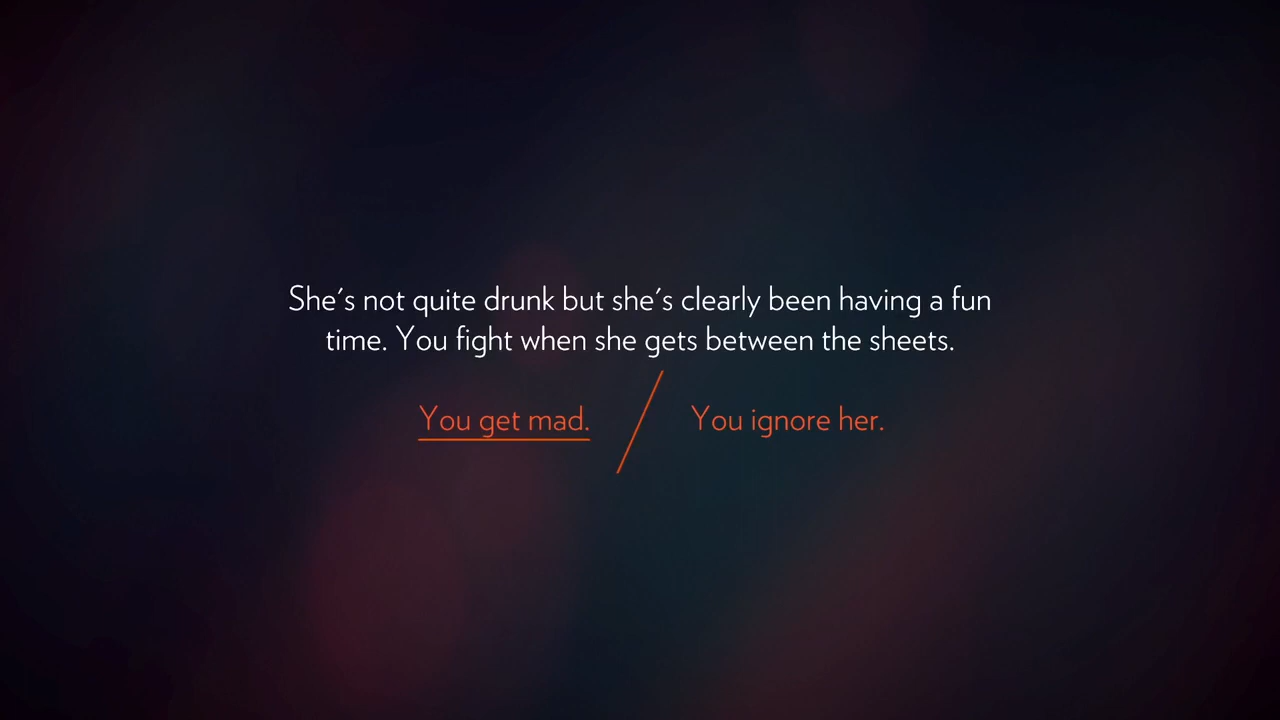 She's not quite drunk but she's clearly been having a fun
time. You fight when she gets between the sheets.
You get mad. / You ignore her.